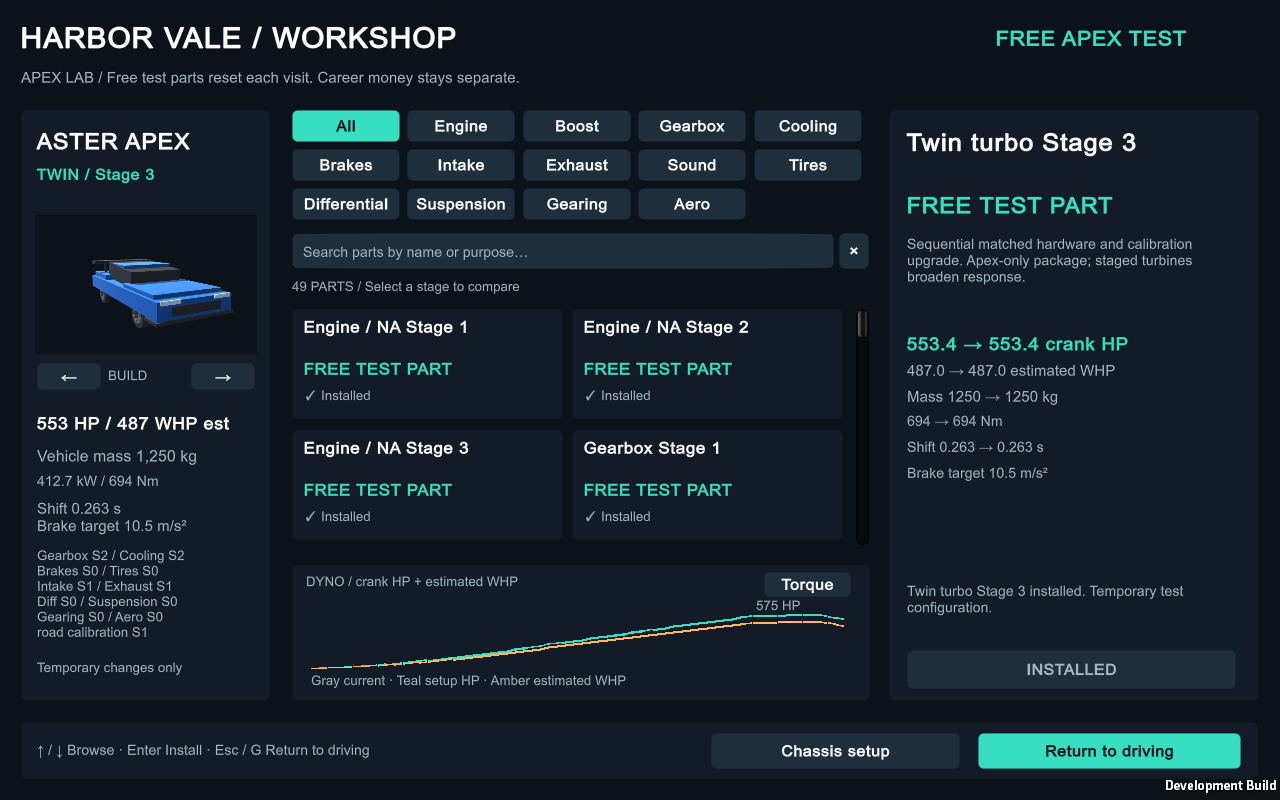 HARBOR VALE / WORKSHOP
FREE APEX TEST
APEX LAB / Free test parts reset each visit. Career money stays separate.
ASTER APEX
TWIN / Stage 3
← BUILD →
553 HP / 487 WHP est
Vehicle mass 1,250 kg
412.7 kW / 694 Nm
Shift 0.263 s
Brake target 10.5 m/s²
Gearbox S2 / Cooling S2
Brakes S0 / Tires S0
Intake S1 / Exhaust S1
Diff S0 / Suspension S0
Gearing S0 / Aero S0
road calibration S1
Temporary changes only
All Engine Boost Gearbox Cooling
Brakes Intake Exhaust Sound Tires
Differential Suspension Gearing Aero
Search parts by name or purpose… ×
49 PARTS / Select a stage to compare
Engine / NA Stage 1
FREE TEST PART
✓ Installed
Engine / NA Stage 2
FREE TEST PART
✓ Installed
Engine / NA Stage 3
FREE TEST PART
✓ Installed
Gearbox Stage 1
FREE TEST PART
✓ Installed
DYNO / crank HP + estimated WHP
Torque
575 HP
Gray current · Teal setup HP · Amber estimated WHP
Twin turbo Stage 3
FREE TEST PART
Sequential matched hardware and calibration
upgrade. Apex-only package; staged turbines
broaden response.
553.4 → 553.4 crank HP
487.0 → 487.0 estimated WHP
Mass 1250 → 1250 kg
694 → 694 Nm
Shift 0.263 → 0.263 s
Brake target 10.5 m/s²
Twin turbo Stage 3 installed. Temporary test
configuration.
INSTALLED
↑ / ↓ Browse · Enter Install · Esc / G Return to driving
Chassis setup
Return to driving
Development Build